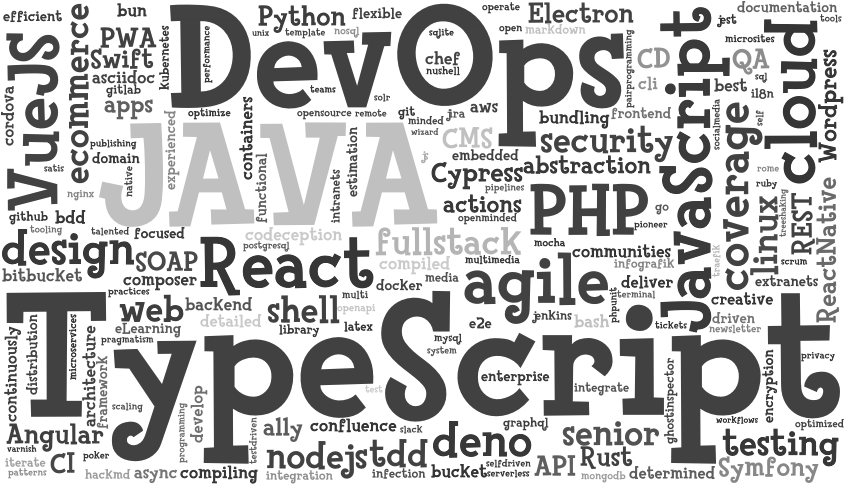 efficient
bun
Python
flexible
operate
Electron
documentation
tools
unix
template
nosql
open
markdown
jest
microsites
PWA
Swift
asciidoc
gitlab
apps
kubernetes
performance
DevOps
sqlite
chef
nushell
pairprogramming
CD
cli
QA
sql
best
i18n
cordova
VueJS
ecommerce
teams
solr
optimize
opensource
remote
git
minded
wizard
jra
aws
bundling
frontend
JavaScript
socialmedia
self
cloud
Wordpress
publishing
domain
satis
native
experienced
JAVA
containers
functional
intranets
estimation
js
CMS
embedded
security
abstraction
Cypress
pipelines
coverage
rome
ruby
treeshaking
nginx
github
bdd
tooling
talented
focused
actions
openminded
PHP
go
pioneer
linux
REST
ReactNative
codeception
postgresql
fullstack
compiled
multimedia
mocha
communities
infografik
traefik
scrum
design
bitbucket
SOAP
composer
React
docker
media
agile
deliver
terminal
phpunit
extranets
creative
practices
web
backend
shell
multi
openapi
eLearning
pragmatism
detailed
library
latex
mysql
system
e2e
jenkins
bash
tickets
driven
newsletter
continuously
distribution
microservices
architecture
framework
TypeScript
scaling
test
enterprise
integrate
ghostinspector
encryption
privacy
workflows
optimized
programming
develop
testdriven
Angular
varnish
poker
iterate
patterns
CI
hackmd
async
compiling
a11y
confluence
slack
nodejs
tdd
integration
infection
deno
graphql
bucket
selfdriven
serverless
API
senior
Rust
mongodb
determined
testing
Symfony